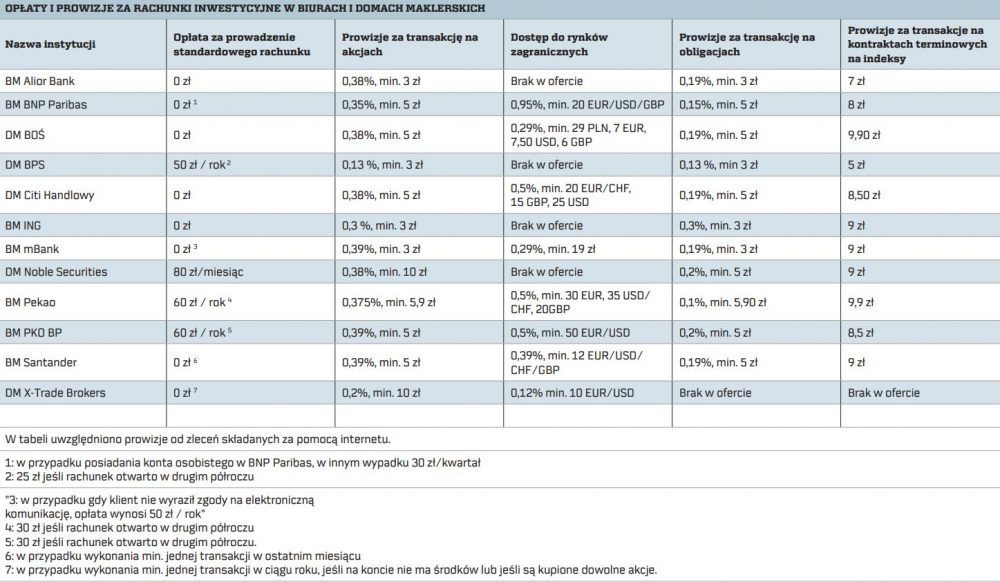 OPŁATY I PROWIZJE ZA RACHUNKI INWESTYCYJNE W BIURACH I DOMACH MAKLERSKICH
Nazwa instytucji | Opłata za prowadzenie standardowego rachunku | Prowizje za transakcję na akcjach | Dostęp do rynków zagranicznych | Prowizje za transakcję na obligacjach | Prowizje za transakcje na kontraktach terminowych na indeksy
BM Alior Bank | 0 zł | 0,38%, min. 3 zł | Brak w ofercie | 0,19%, min. 3 zł | 7 zł
BM BNP Paribas | 0 zł ¹ | 0,35%, min. 5 zł | 0,95%, min. 20 EUR/USD/GBP | 0,15%, min. 5 zł | 8 zł
DM BOŚ | 0 zł | 0,38%, min. 5 zł | 0,29%, min. 29 PLN, 7 EUR, 7,50 USD, 6 GBP | 0,19%, min. 5 zł | 9,90 zł
DM BPS | 50 zł / rok ² | 0,13 %, min. 3 zł | Brak w ofercie | 0,13 %, min 3 zł | 5 zł
DM Citi Handlowy | 0 zł | 0,38%, min. 5 zł | 0,5%, min. 20 EUR/CHF, 15 GBP, 25 USD | 0,19%, min. 5 zł | 8,50 zł
BM ING | 0 zł | 0,3 %, min. 3 zł | Brak w ofercie | 0,3%, min. 3 zł | 9 zł
BM mBank | 0 zł ³ | 0,39%, min. 3 zł | 0,29%, min. 19 zł | 0,19%, min. 3 zł | 9 zł
DM Noble Securities | 80 zł/miesiąc | 0,38%, min. 10 zł | Brak w ofercie | 0,2%, min. 5 zł | 9 zł
BM Pekao | 60 zł / rok ⁴ | 0,375%, min. 5,9 zł | 0,5%, min. 30 EUR, 35 USD/CHF, 20GBP | 0,1%, min. 5,90 zł | 9,9 zł
BM PKO BP | 60 zł / rok ⁵ | 0,39%, min. 5 zł | 0,5%, min. 50 EUR/USD | 0,2%, min. 5 zł | 8,5 zł
BM Santander | 0 zł ⁶ | 0,39%, min. 5 zł | 0,39%, min. 12 EUR/USD/CHF/GBP | 0,19%, min. 5 zł | 9 zł
DM X-Trade Brokers | 0 zł ⁷ | 0,2%, min. 10 zł | 0,12% min. 10 EUR/USD | Brak w ofercie | Brak w ofercie
W tabeli uwzględniono prowizje od zleceń składanych za pomocą internetu.
1: w przypadku posiadania konta osobistego w BNP Paribas, w innym wypadku 30 zł/kwartał
2: 25 zł jeśli rachunek otwarto w drugim półroczu
"3: w przypadku gdy klient nie wyraził zgody na elektroniczną
komunikację, opłata wynosi 50 zł / rok"
4: 30 zł jeśli rachunek otwarto w drugim półroczu
5: 30 zł jeśli rachunek otwarto w drugim półroczu.
6: w przypadku wykonania min. jednej transakcji w ostatnim miesiącu
7: w przypadku wykonania min. jednej transakcji w ciągu roku, jeśli na koncie nie ma środków lub jeśli są kupione dowolne akcje.